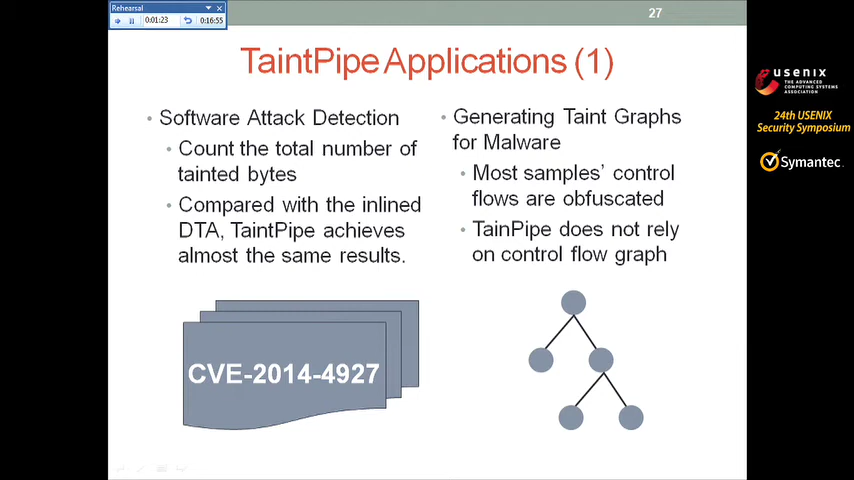 Rehearsal
0:01:23
0:16:55
27
TaintPipe Applications (1)
• Software Attack Detection
• Count the total number of
tainted bytes
• Compared with the inlined
DTA, TaintPipe achieves
almost the same results.
CVE-2014-4927
• Generating Taint Graphs
for Malware
• Most samples' control
flows are obfuscated
• TainPipe does not rely
on control flow graph
usenix
THE ADVANCED
COMPUTING SYSTEMS
ASSOCIATION
24th USENIX
Security Symposium
Symantec.